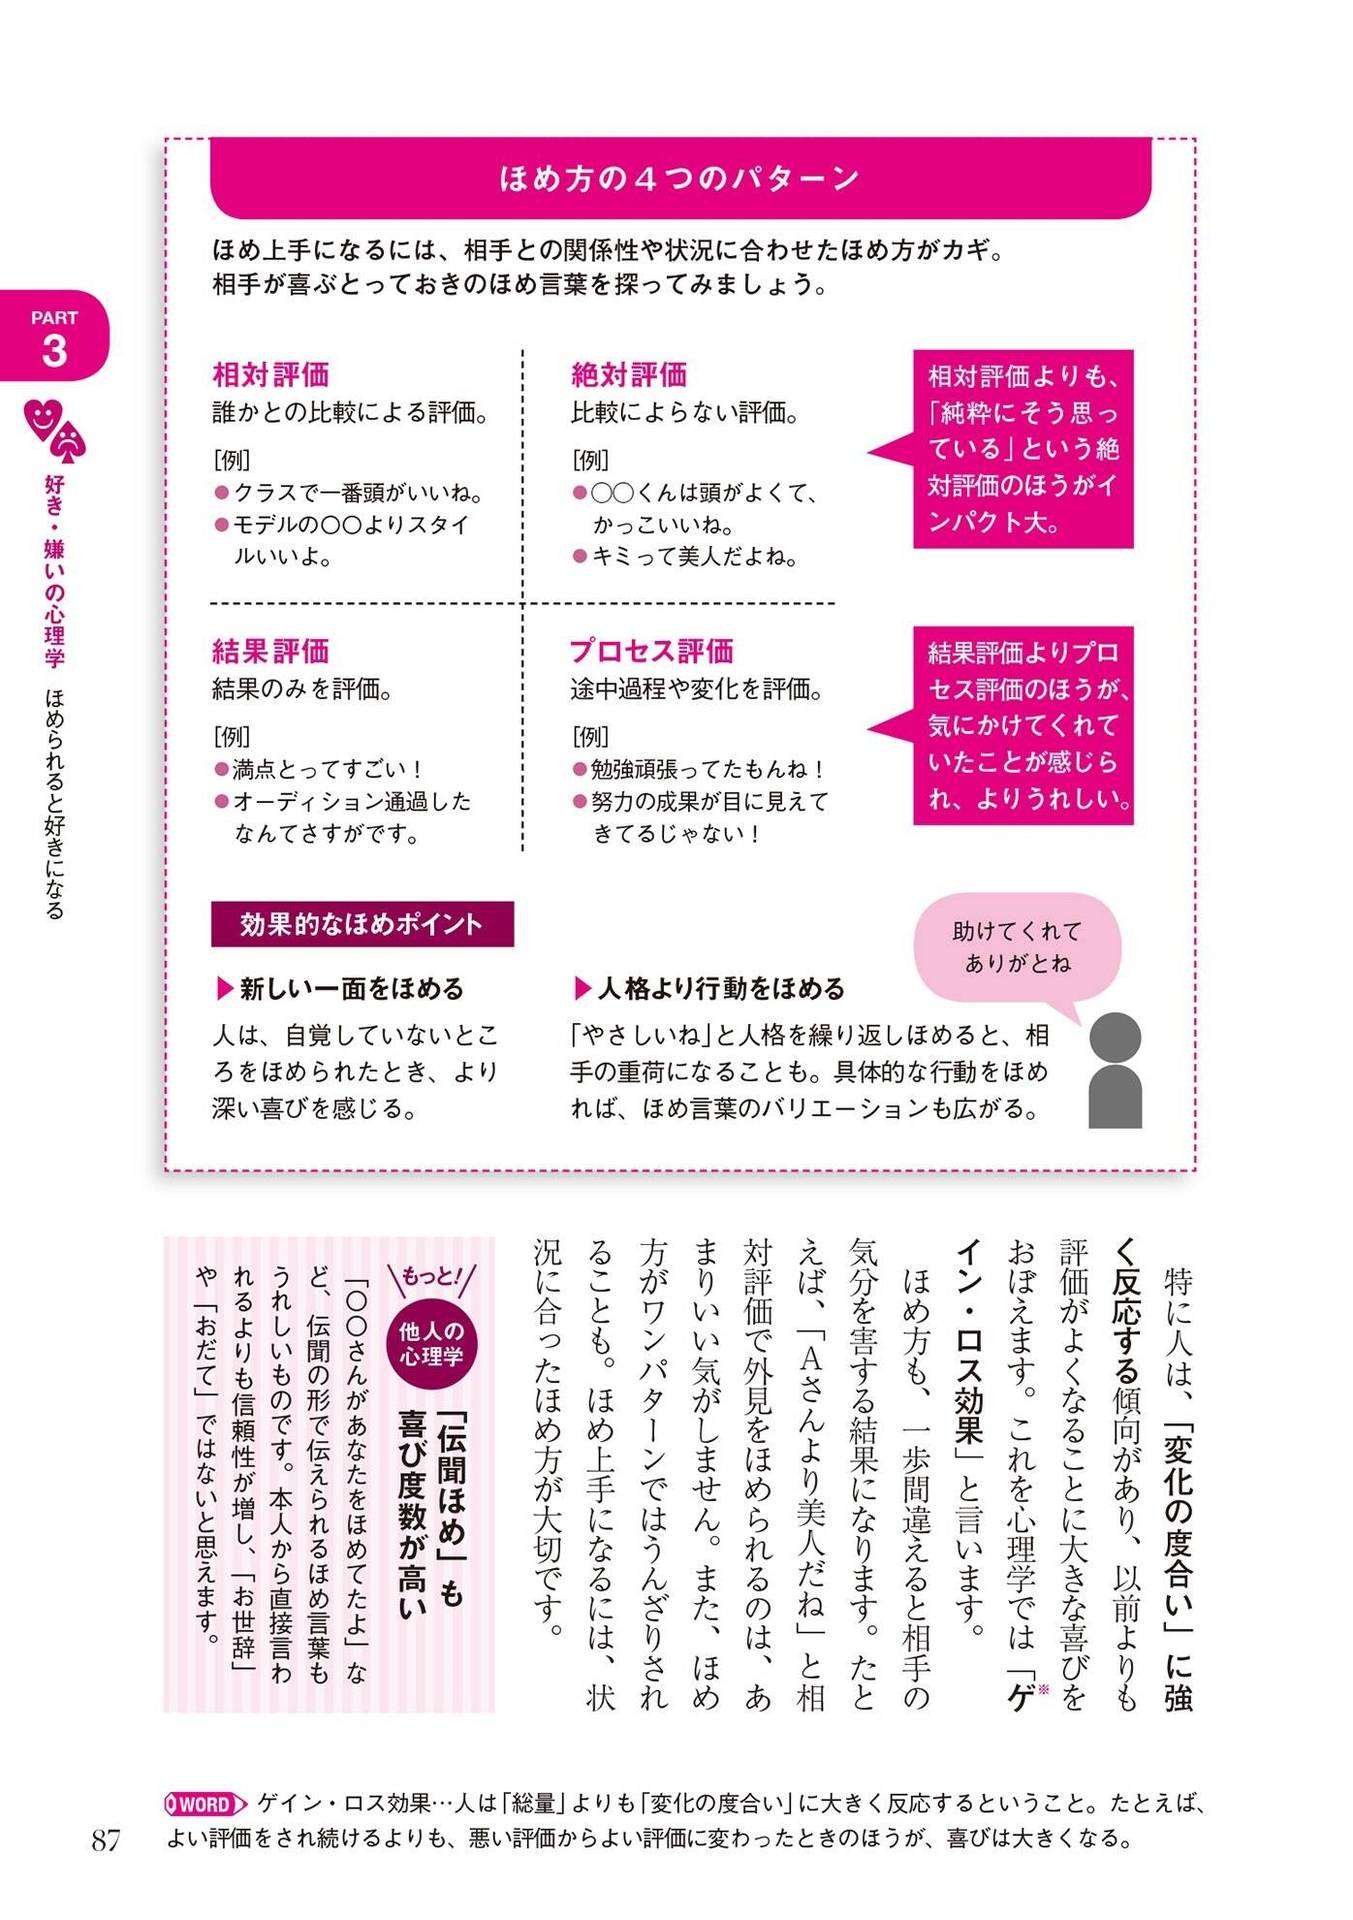 ほめ方の4つのパターン
ほめ上手になるには、相手との関係性や状況に合わせたほめ方がカギ。
相手が喜ぶとっておきのほめ言葉を探ってみましょう。
PART
3
好き・嫌いの心理学 ほめられると好きになる
相対評価
誰かとの比較による評価。
[例]
●クラスで一番頭がいいね。
●モデルの〇〇よりスタイ
ルいいよ。
絶対評価
比較によらない評価。
[例]
●〇〇くんは頭がよくて、
かっこいいね。
●キミって美人だよね。
相対評価よりも、
「純粋にそう思っ
ている」という絶
対評価のほうがイ
ンパクト大。
結果評価
結果のみを評価。
[例]
●満点とってすごい！
●オーディション通過した
なんてさすがです。
プロセス評価
途中過程や変化を評価。
[例]
●勉強頑張ってたもんね！
●努力の成果が目に見えて
きてるじゃない！
結果評価よりプロ
セス評価のほうが、
気にかけてくれて
いたことが感じら
れ、よりうれしい。
効果的なほめポイント
▶新しい一面をほめる
人は、自覚していないとこ
ろをほめられたとき、より
深い喜びを感じる。
▶人格より行動をほめる
「やさしいね」と人格を繰り返しほめると、相
手の重荷になることも。具体的な行動をほめ
れば、ほめ言葉のバリエーションも広がる。
助けてくれて
ありがとね
特に人は、「変化の度合い」に強
く反応する傾向があり、以前よりも
評価がよくなることに大きな喜びを
おぼえます。これを心理学では「ゲ※
イン・ロス効果」と言います。
ほめ方も、一歩間違えると相手の
気分を害する結果になります。たと
えば、「Aさんより美人だね」と相
対評価で外見をほめられるのは、あ
まりいい気がしません。また、ほめ
方がワンパターンではうんざりされ
ることも。ほめ上手になるには、状
況に合ったほめ方が大切です。
もっと！
他人の
心理学
「伝聞ほめ」も
喜び度数が高い
「〇〇さんがあなたをほめてたよ」な
ど、伝聞の形で伝えられるほめ言葉も
うれしいものです。本人から直接言わ
れるよりも信頼性が増し、「お世辞」
や「おだて」ではないと思えます。
WORD ゲイン・ロス効果…人は「総量」よりも「変化の度合い」に大きく反応するということ。たとえば、
よい評価をされ続けるよりも、悪い評価からよい評価に変わったときのほうが、喜びは大きくなる。
87